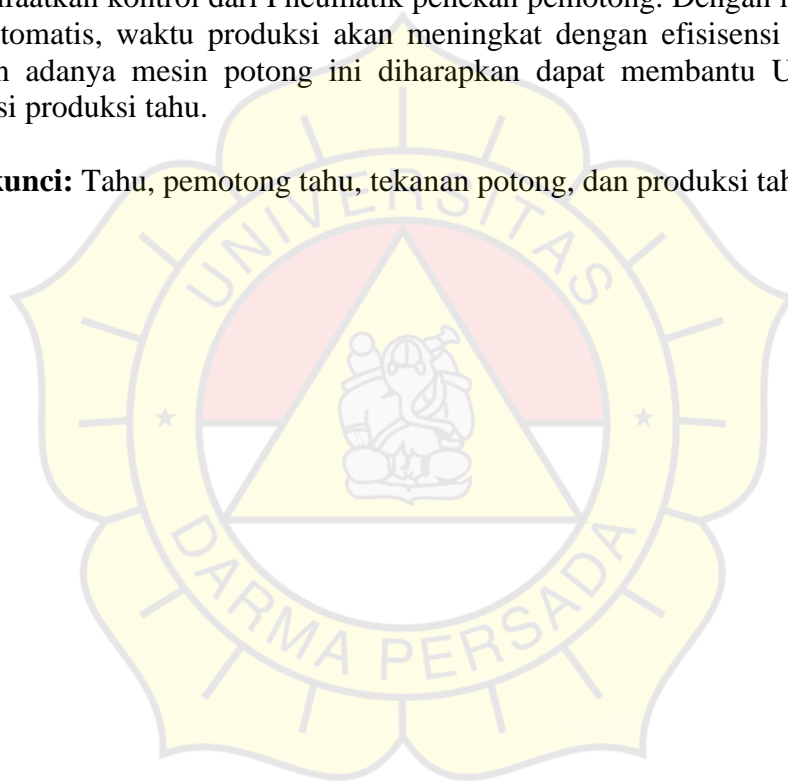 kontrol dari Pneumatik penekan pemotong. Dengan
tomatis, waktu produksi akan meningkat dengan efisisensi
adanya mesin potong ini diharapkan dapat membantu U
si produksi tahu.
kunci: Tahu, pemotong tahu, tekanan potong, dan produksi tah
UNIVERSITAS
DARMA PERSADA